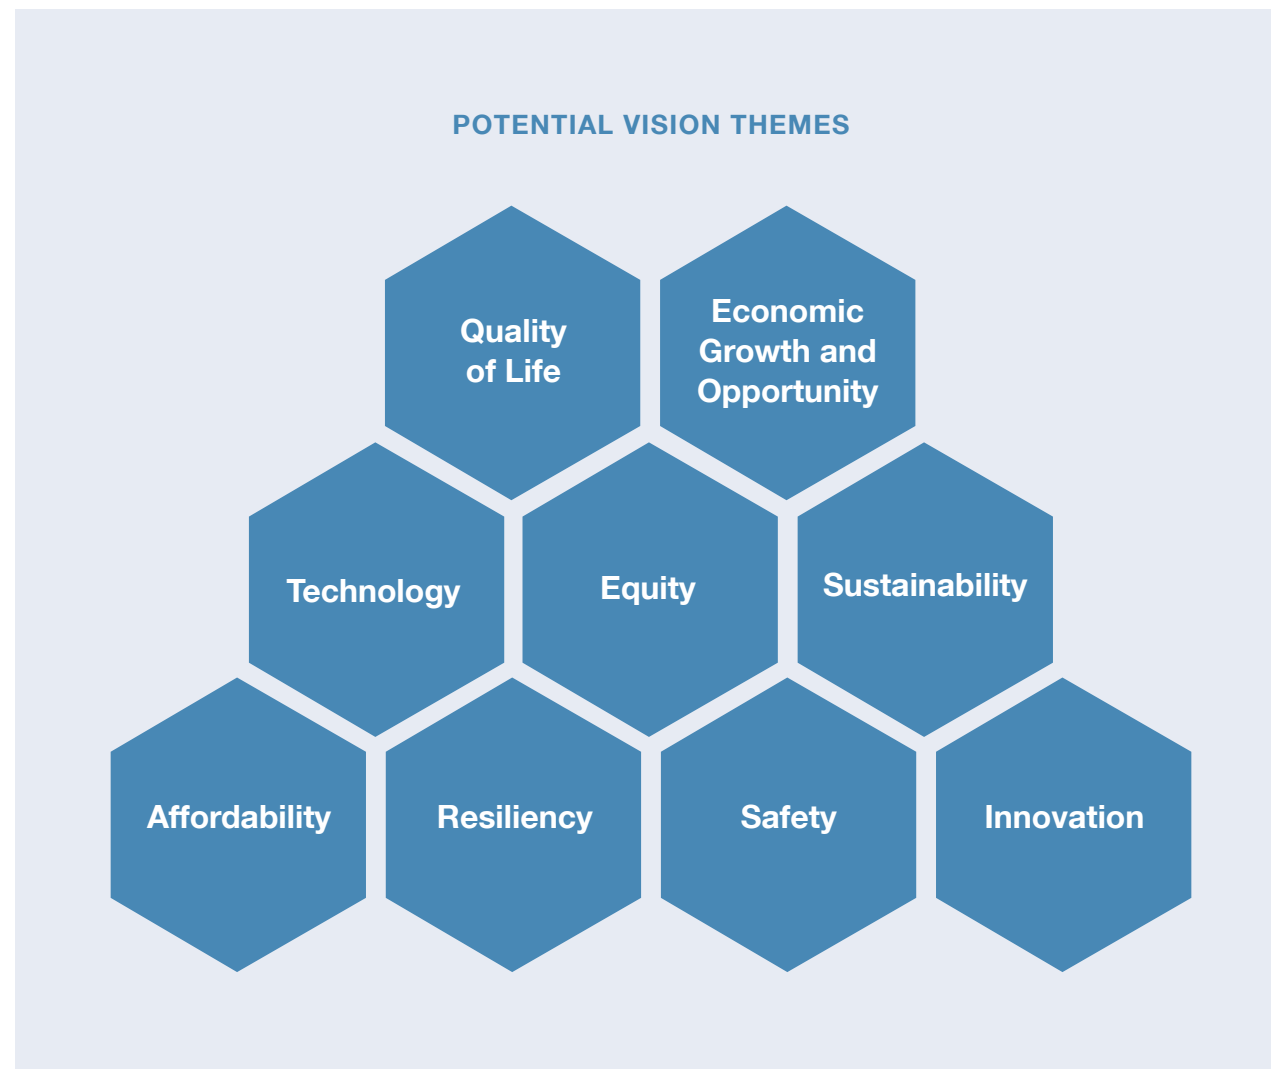 POTENTIAL VISION THEMES
Quality
of Life
Economic
Growth and
Opportunity
Technology
Equity
Sustainability
Affordability
Resiliency
Safety
Innovation